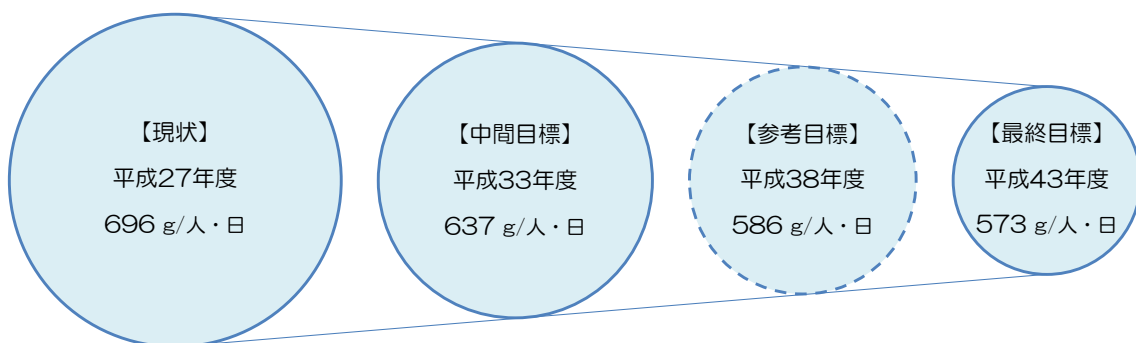 【現状】
平成27年度
696 g/人・日
【中間目標】
平成33年度
637 g/人・日
【参考目標】
平成38年度
586 g/人・日
【最終目標】
平成43年度
573 g/人・日